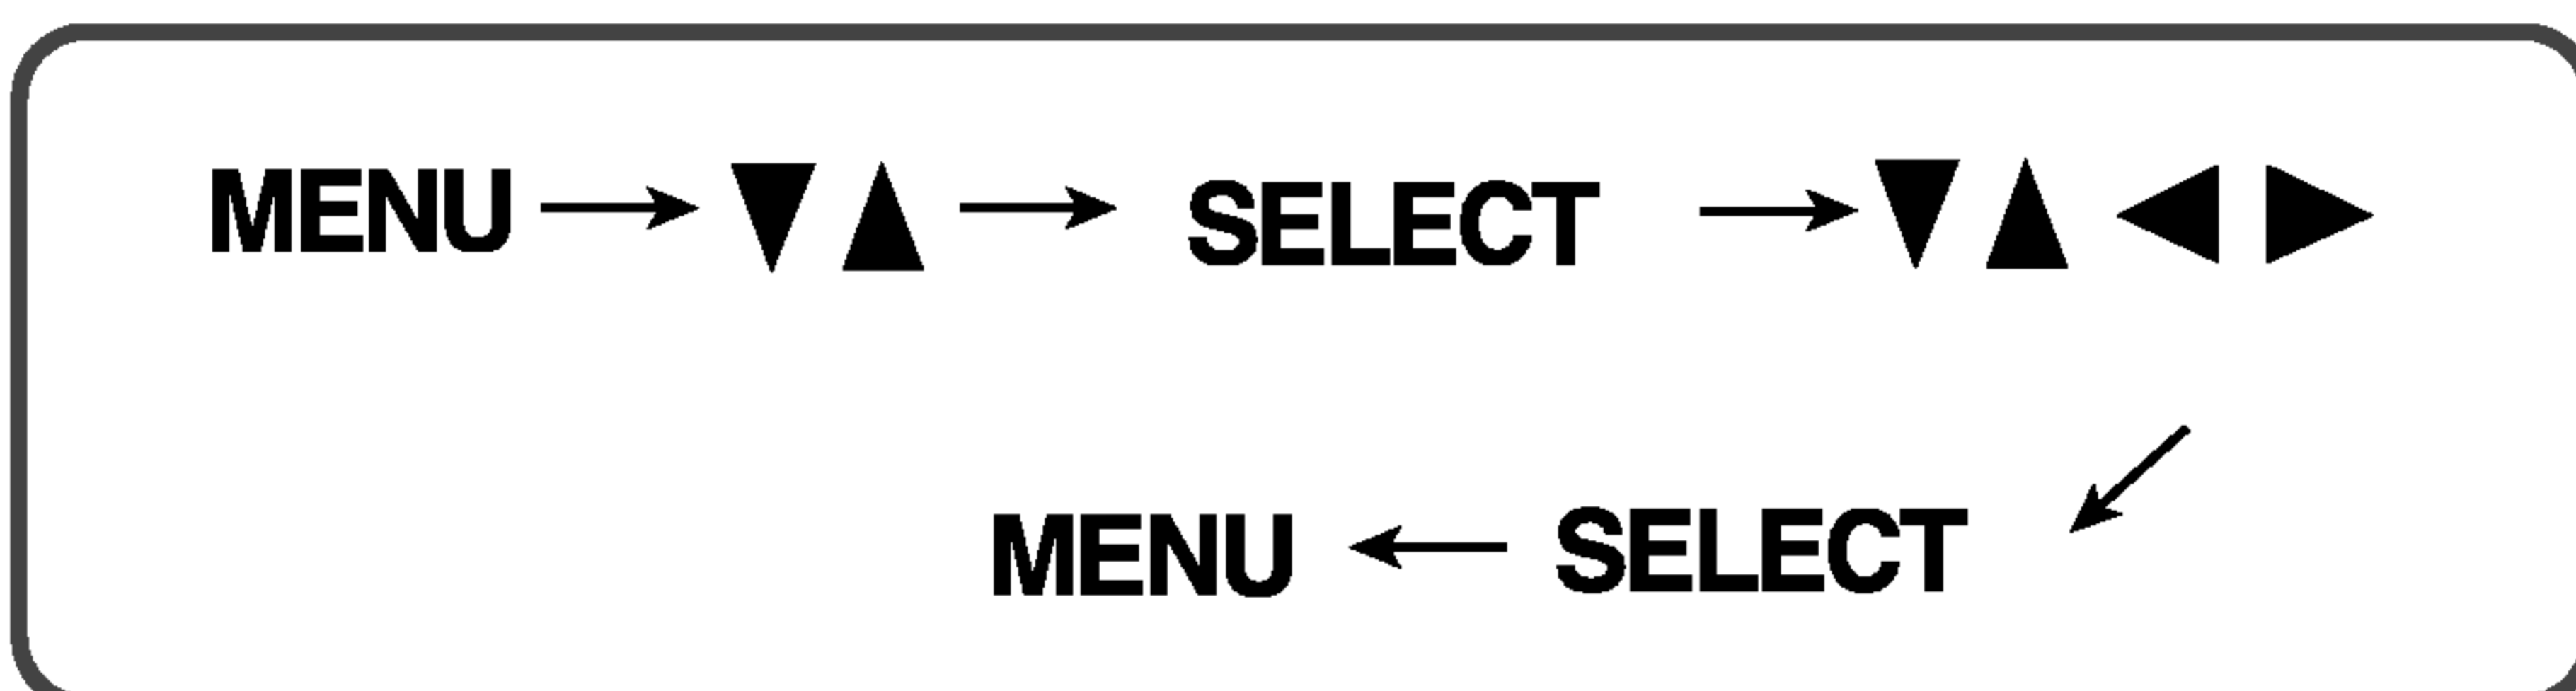 MENU → ▼ ▲ → SELECT → ▼ ▲ ◀ ▶
MENU ← SELECT